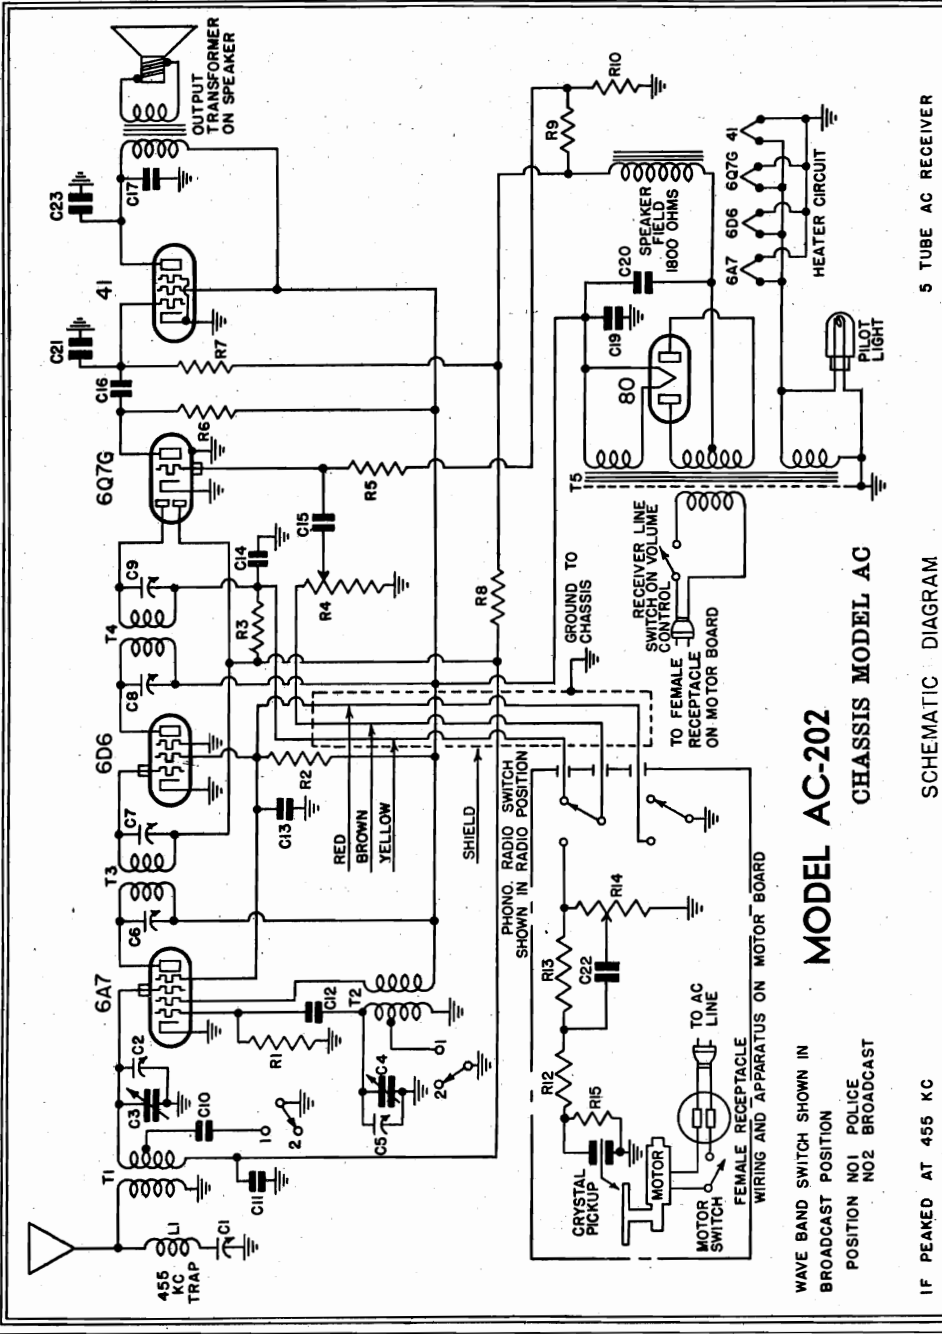 OUTPUT
TRANSFORMER
ON SPEAKER
C23
C17
41
C21
C16
R7
R6
6Q7G
R5
C15
C14
C9
T4
R3
R4
R8
C8
6D6
R2
C7
C13
T3
C6
6A7
C12
T2
R1
C2
C3
C4
C5
C10
1
2
1
2
C11
T1
L1
C1
455
KC
TRAP
R9
R10
SPEAKER
FIELD
1800 OHMS
C20
C19
80
T5
6A7
6D6
6Q7G
41
HEATER CIRCUIT
PILOT
LIGHT
GROUND TO
CHASSIS
RECEIVER LINE
SWITCH ON VOLUME
CONTROL
TO FEMALE
RECEPTACLE
ON MOTOR BOARD
RED
BROWN
YELLOW
SHIELD
PHONO. RADIO SWITCH
SHOWN IN RADIO POSITION
R14
R13
C22
R12
R15
CRYSTAL
PICKUP
MOTOR
MOTOR
SWITCH
TO AC
LINE
FEMALE RECEPTACLE
WIRING AND APPARATUS ON MOTOR BOARD
MODEL AC-202
CHASSIS MODEL AC
WAVE BAND SWITCH SHOWN IN
BROADCAST POSITION
POSITION NO1 POLICE
NO2 BROADCAST
IF PEAKED AT 455 KC
SCHEMATIC DIAGRAM
5 TUBE AC RECEIVER